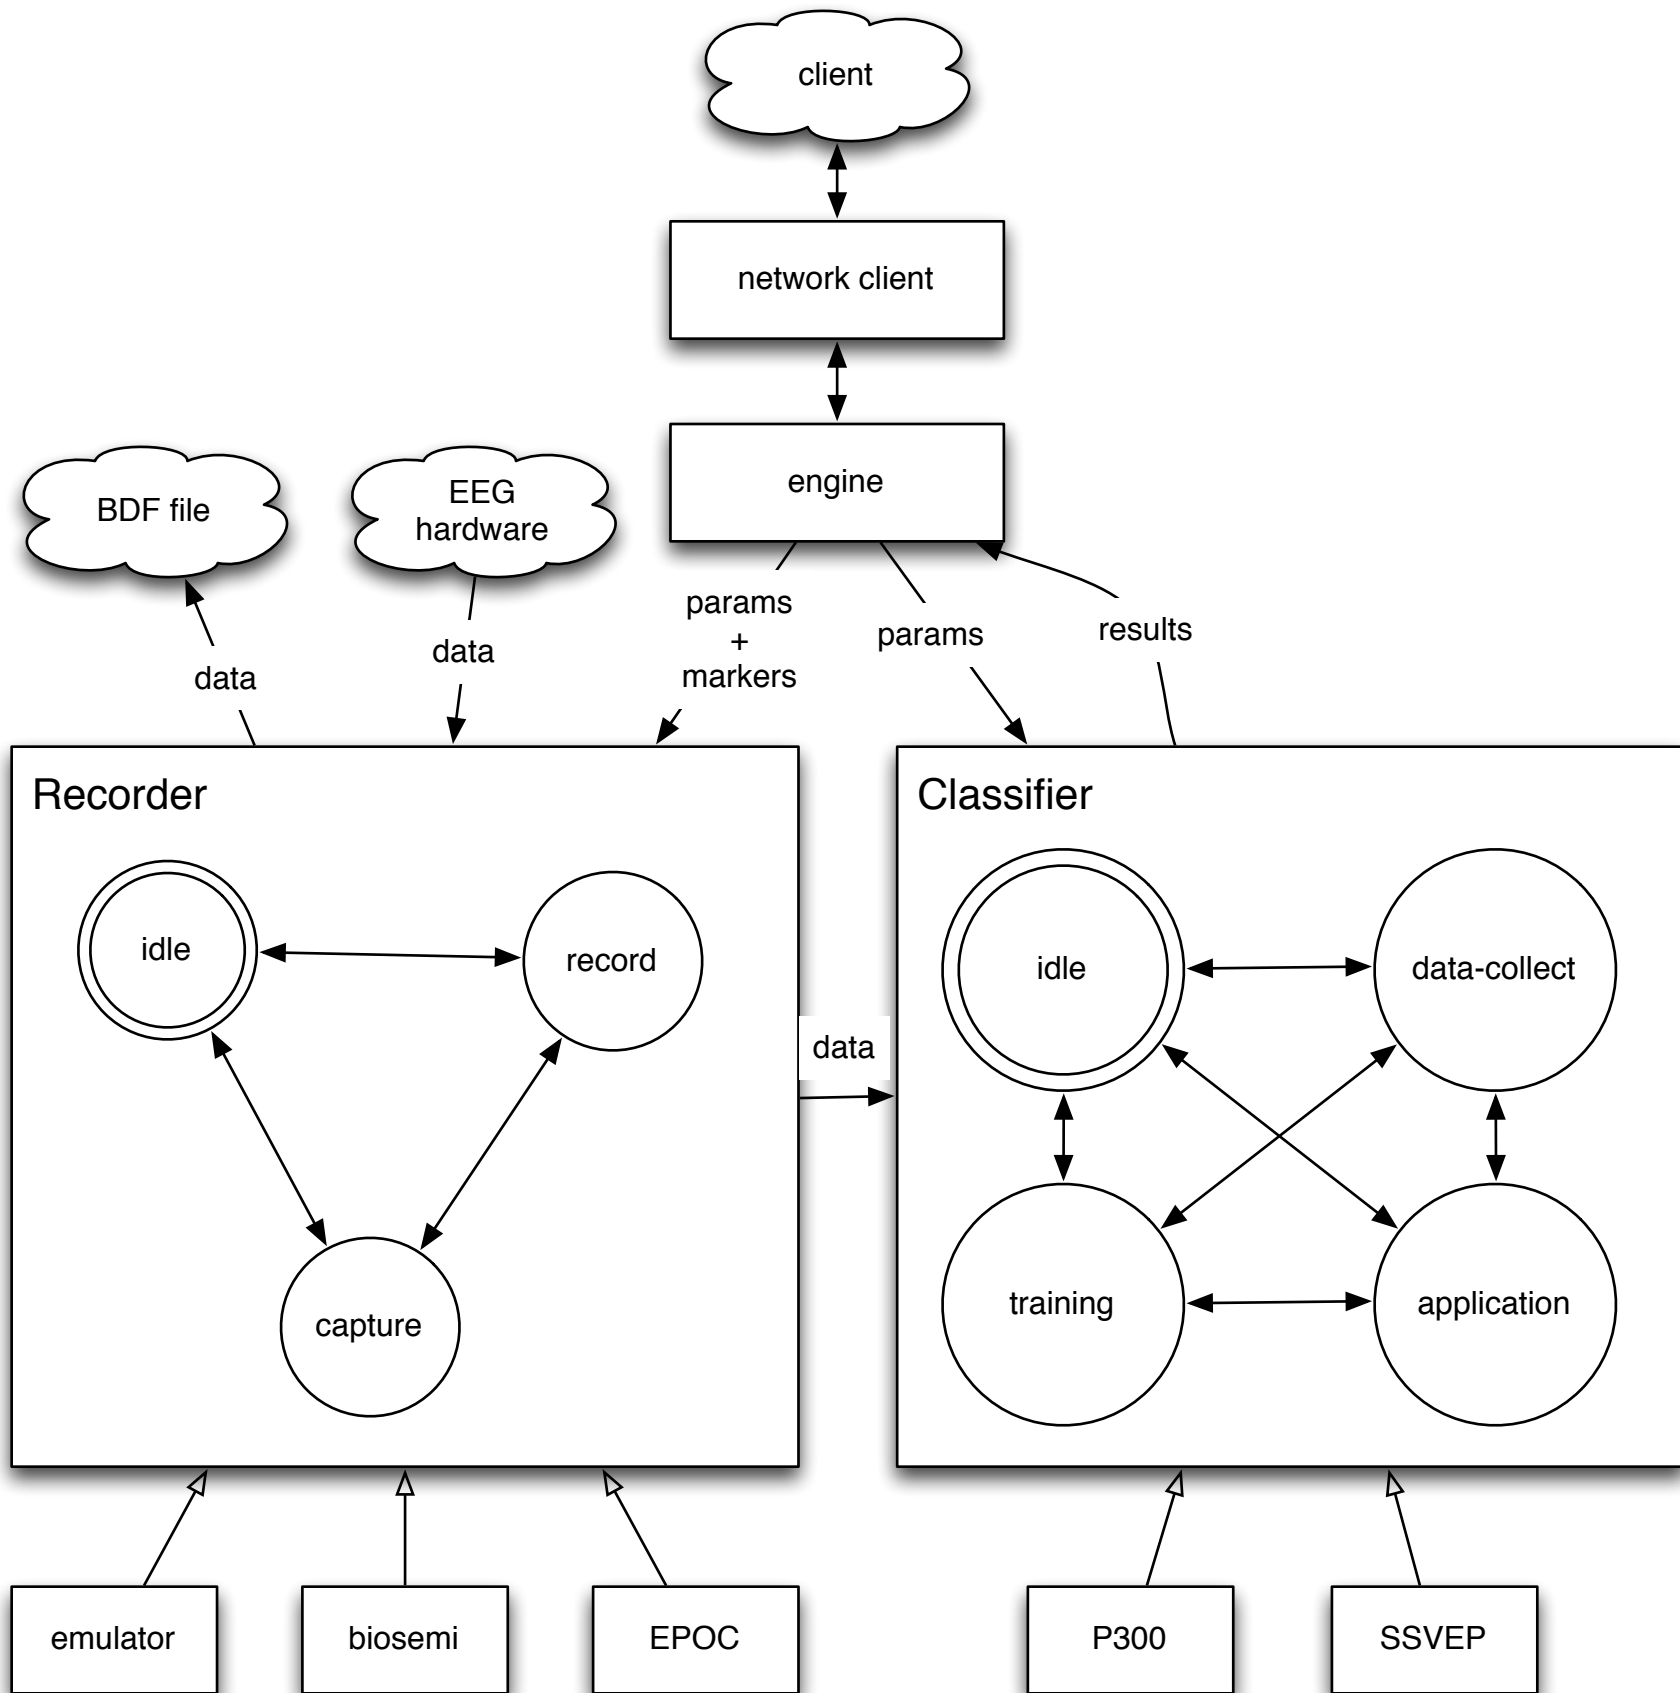 client
network client
engine
BDF file
EEG
hardware
params
+
markers
params
results
data
data
Recorder
Classifier
idle
record
idle
data-collect
data
capture
training
application
emulator
biosemi
EPOC
P300
SSVEP